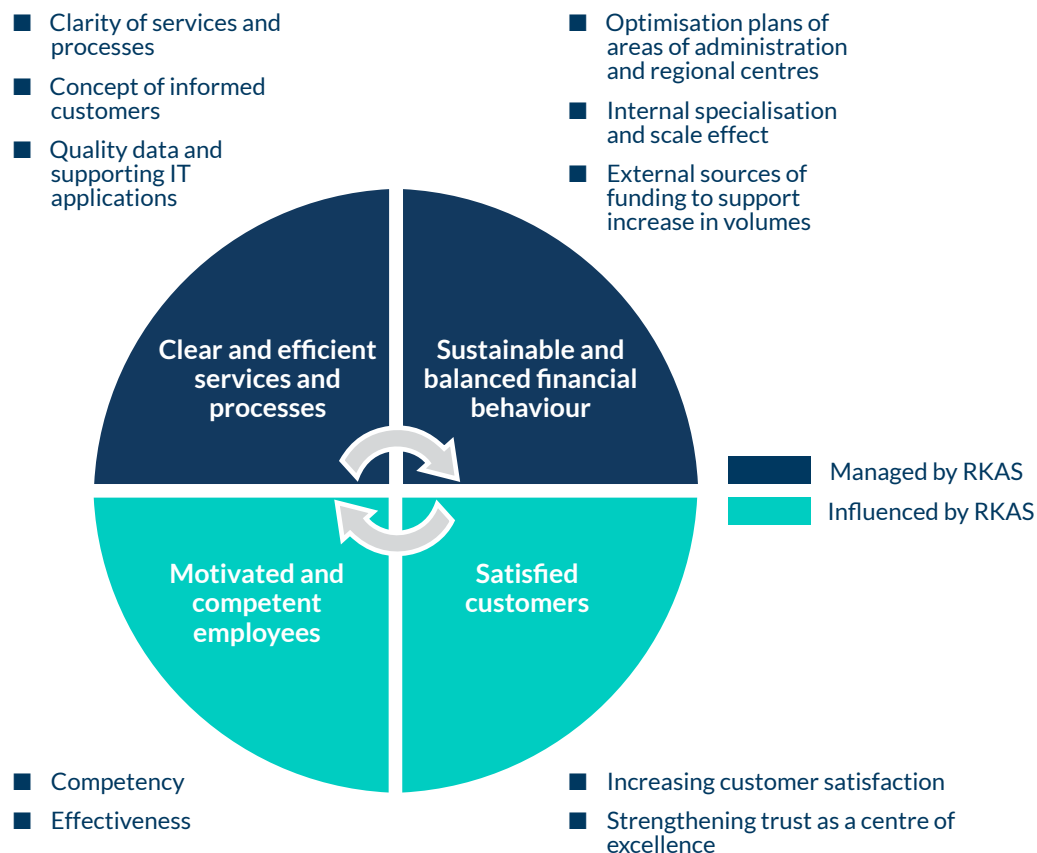 Clarity of services and
processes
Concept of informed
customers
Quality data and
supporting IT
applications
Optimisation plans of
areas of administration
and regional centres
Internal specialisation
and scale effect
External sources of
funding to support
increase in volumes
Clear and efficient
services and
processes
Sustainable and
balanced financial
behaviour
Managed by RKAS
Influenced by RKAS
Motivated and
competent
employees
Satisfied
customers
Competency
Effectiveness
Increasing customer satisfaction
Strengthening trust as a centre of
excellence